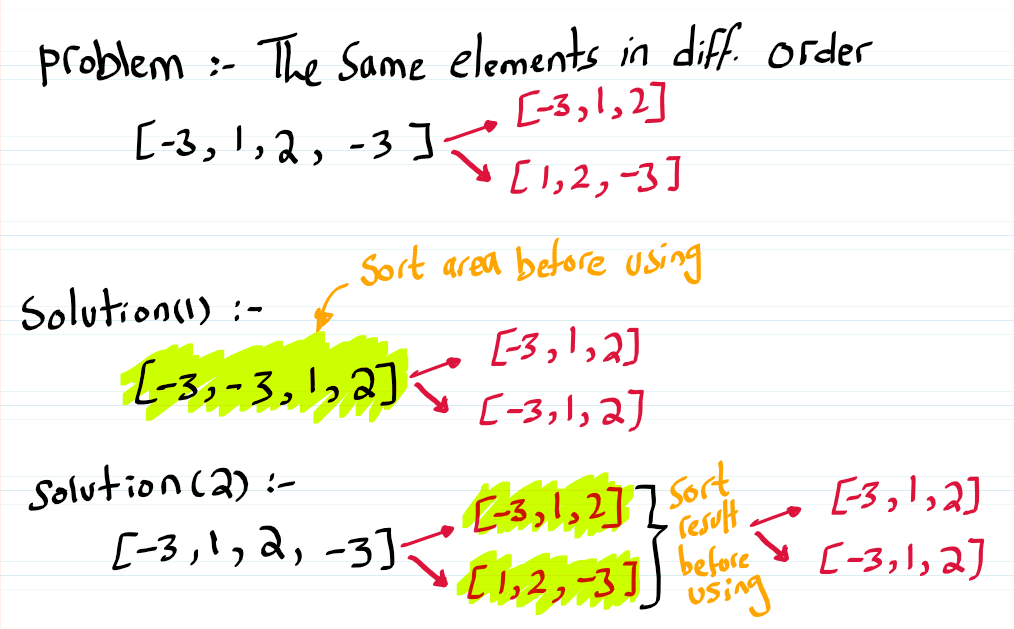 Problem :- The Same elements in diff. order
[-3, 1, 2, -3]
[-3, 1, 2]
[1, 2, -3]
Sort area before using
Solution(1) :-
[-3, -3, 1, 2]
[-3, 1, 2]
[-3, 1, 2]
Solution(2) :-
[-3, 1, 2, -3]
[-3, 1, 2]
[1, 2, -3]
Sort
result
before
using
[-3, 1, 2]
[-3, 1, 2]